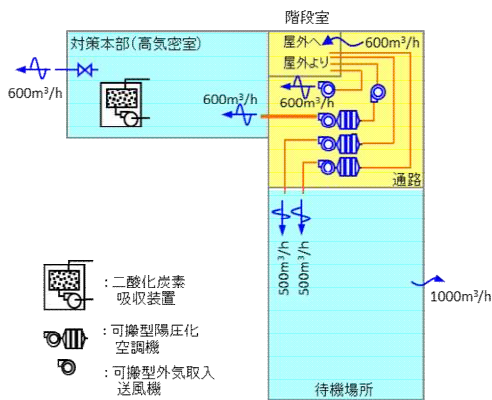 階段室
対策本部（高気密室）
屋外へ
600m³/h
屋外より
600m³/h
600m³/h
600m³/h
通路
500m³/h
500m³/h
1000m³/h
：二酸化炭素
吸収装置
：可搬型陽圧化
空調機
：可搬型外気取入
送風機
待機場所